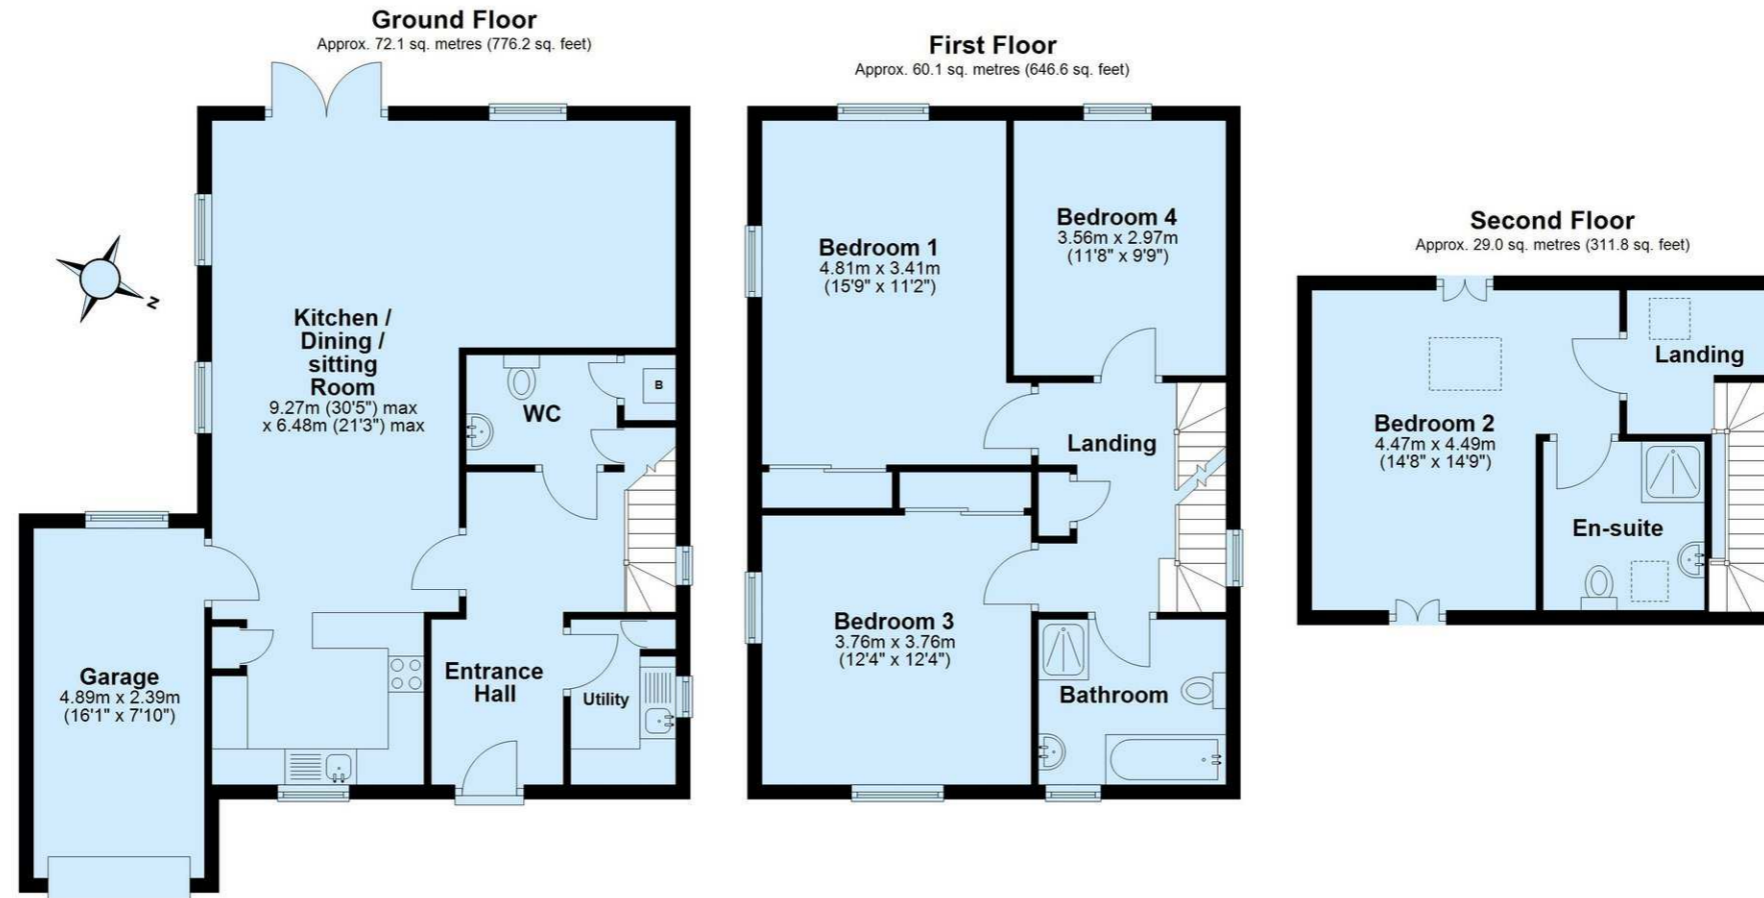 Ground Floor
Approx. 72.1 sq. metres (776.2 sq. feet)
N
Kitchen /
Dining /
sitting
Room
9.27m (30'5") max
x 6.48m (21'3") max
WC
B
Garage
4.89m x 2.39m
(16'1" x 7'10")
Entrance
Hall
Utility
First Floor
Approx. 60.1 sq. metres (646.6 sq. feet)
Bedroom 1
4.81m x 3.41m
(15'9" x 11'2")
Bedroom 4
3.56m x 2.97m
(11'8" x 9'9")
Landing
Bedroom 3
3.76m x 3.76m
(12'4" x 12'4")
Bathroom
Second Floor
Approx. 29.0 sq. metres (311.8 sq. feet)
Landing
Bedroom 2
4.47m x 4.49m
(14'8" x 14'9")
En-suite